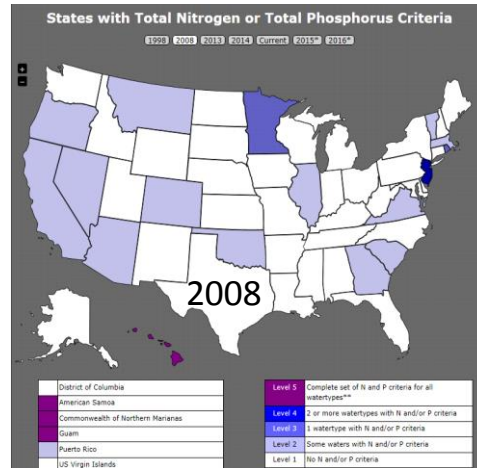 States with Total Nitrogen or Total Phosphorus Criteria
1998 2008 2013 2014 Current 2015* 2016*
+
-
2008
District of Columbia
American Samoa
Commonwealth of Northern Marianas
Guam
Puerto Rico
US Virgin Islands
Level 5 Complete set of N and P criteria for all
watertypes**
Level 4 2 or more watertypes with N and/or P criteria
Level 3 1 watertype with N and/or P criteria
Level 2 Some waters with N and/or P criteria
Level 1 No N and/or P criteria